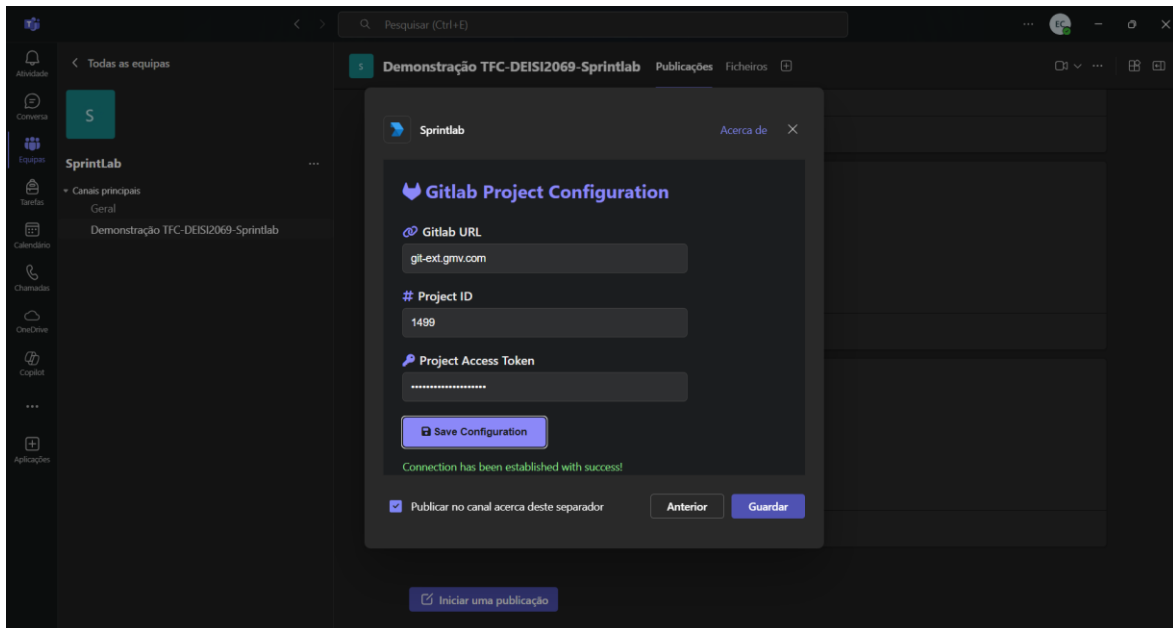 Pesquisar (Ctrl+E)
EC
Atividade
Conversa
Equipas
Tarefas
Calendário
Chamadas
OneDrive
Copilot
Aplicações
Todas as equipas
S
SprintLab
Canais principais
Geral
Demonstração TFC-DEISI2069-Sprintlab
S
Demonstração TFC-DEISI2069-Sprintlab Publicações Ficheiros
Sprintlab
Acerca de
Gitlab Project Configuration
Gitlab URL
git-ext.gmv.com
# Project ID
1499
Project Access Token
••••••••••••••••••••
Save Configuration
Connection has been established with success!
Publicar no canal acerca deste separador
Anterior
Guardar
Iniciar uma publicação